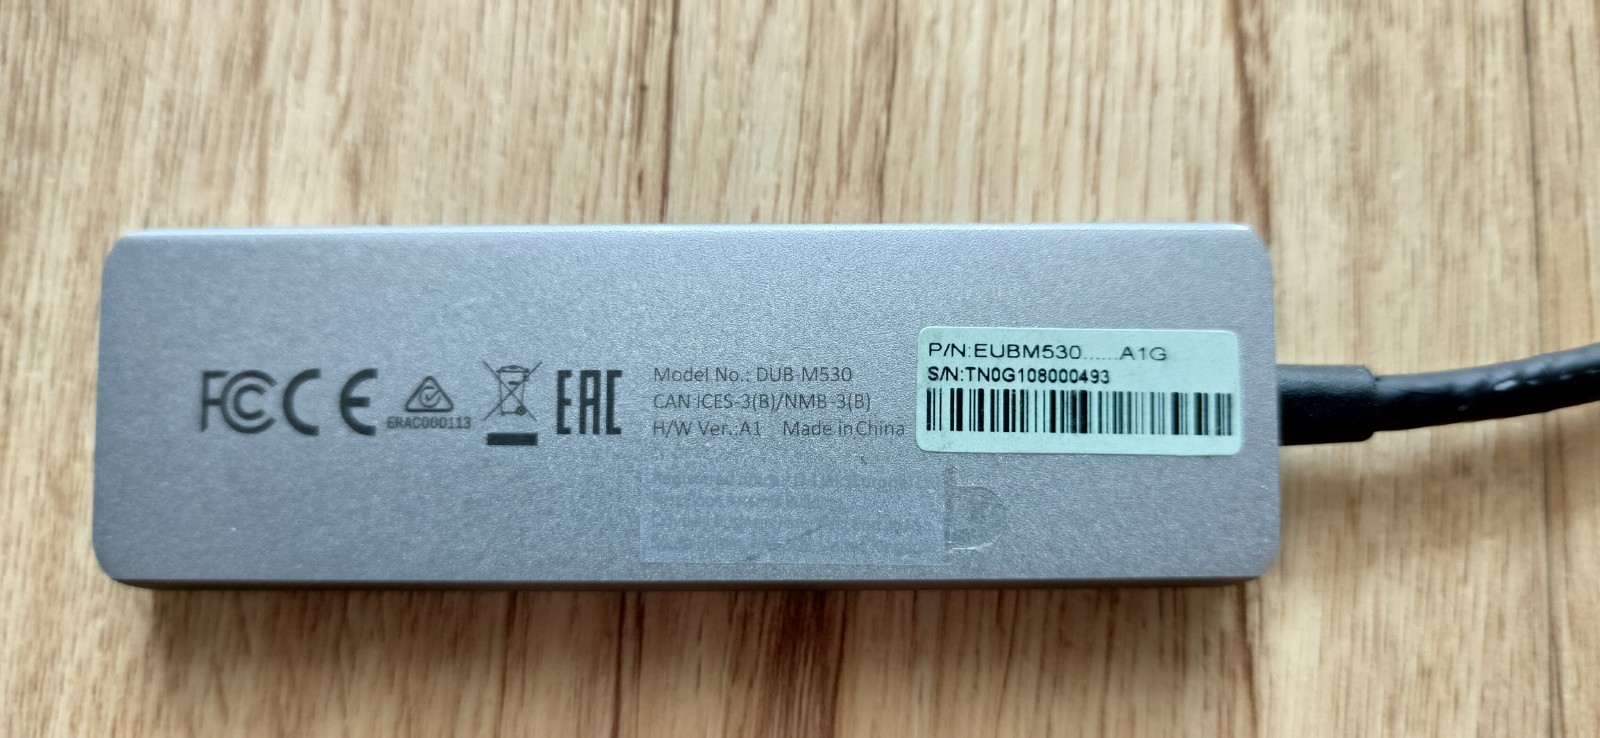 FCC CE
ERAC000113
EAC
Model No.: DUB-M530
CAN ICES-3(B)/NMB-3(B)
H/W Ver.:A1 Made in China
P/N:EUBM530......A1G
S/N:TN0G108000493